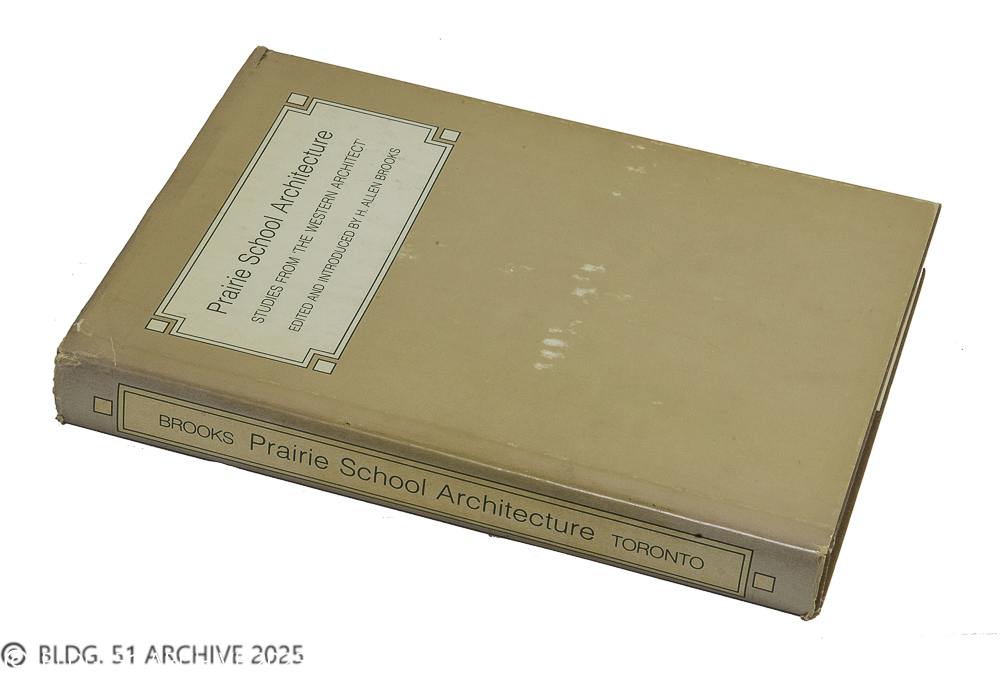 Prairie School Architecture
STUDIES FROM 'THE WESTERN ARCHITECT'
EDITED AND INTRODUCED BY H. ALLEN BROOKS
BROOKS Prairie School Architecture TORONTO
© BLDG. 51 ARCHIVE 2025